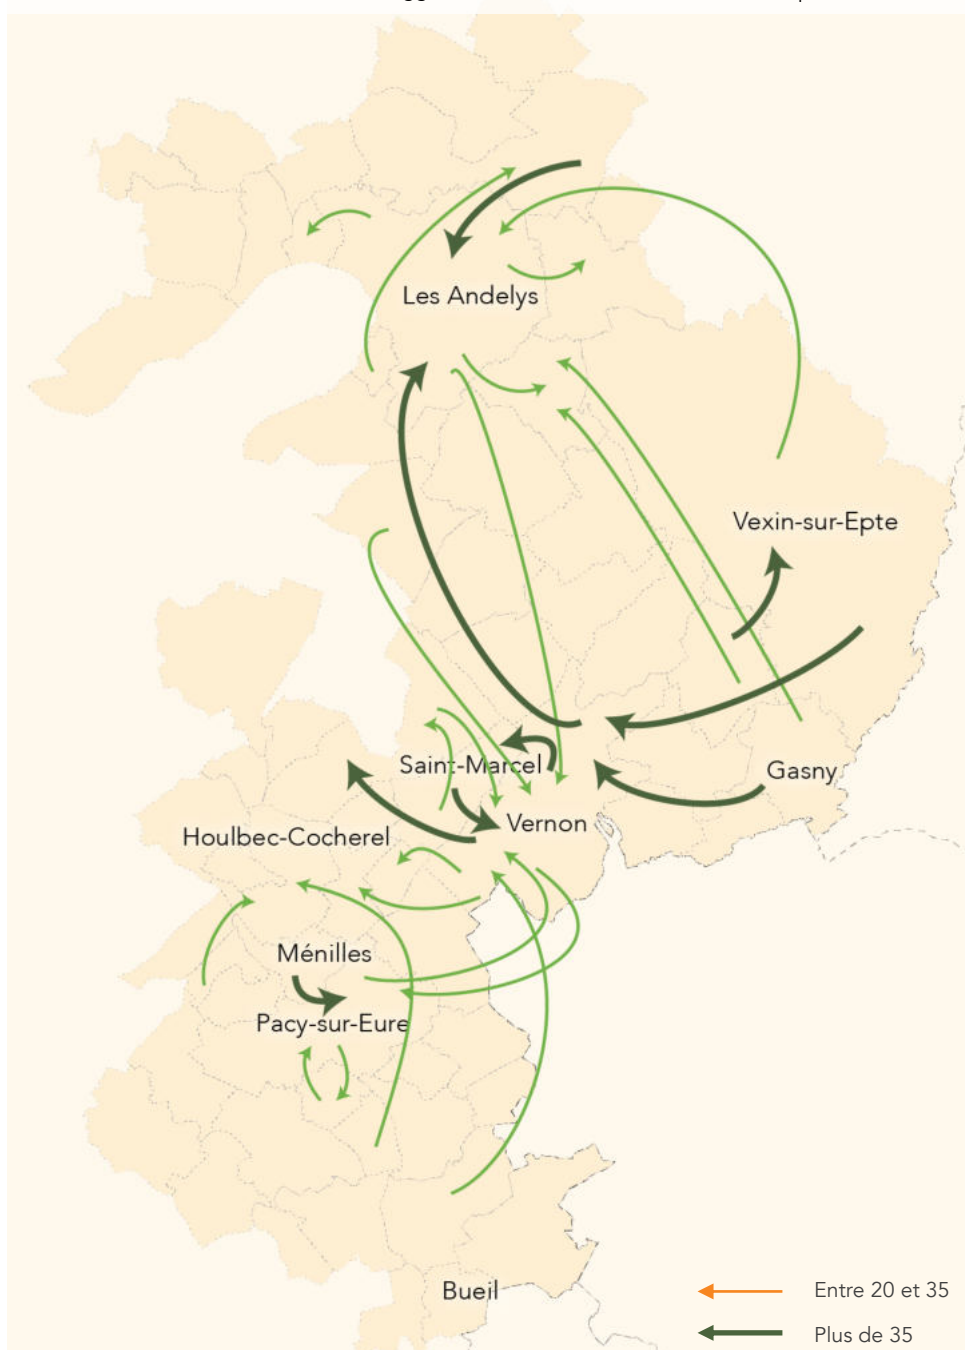 Les Andelys
Vexin-sur-Epte
Saint-Marcel
Gasny
Vernon
Houlbec-Cocherel
Ménilles
Pacy-sur-Eure
Bueil
Entre 20 et 35
Plus de 35